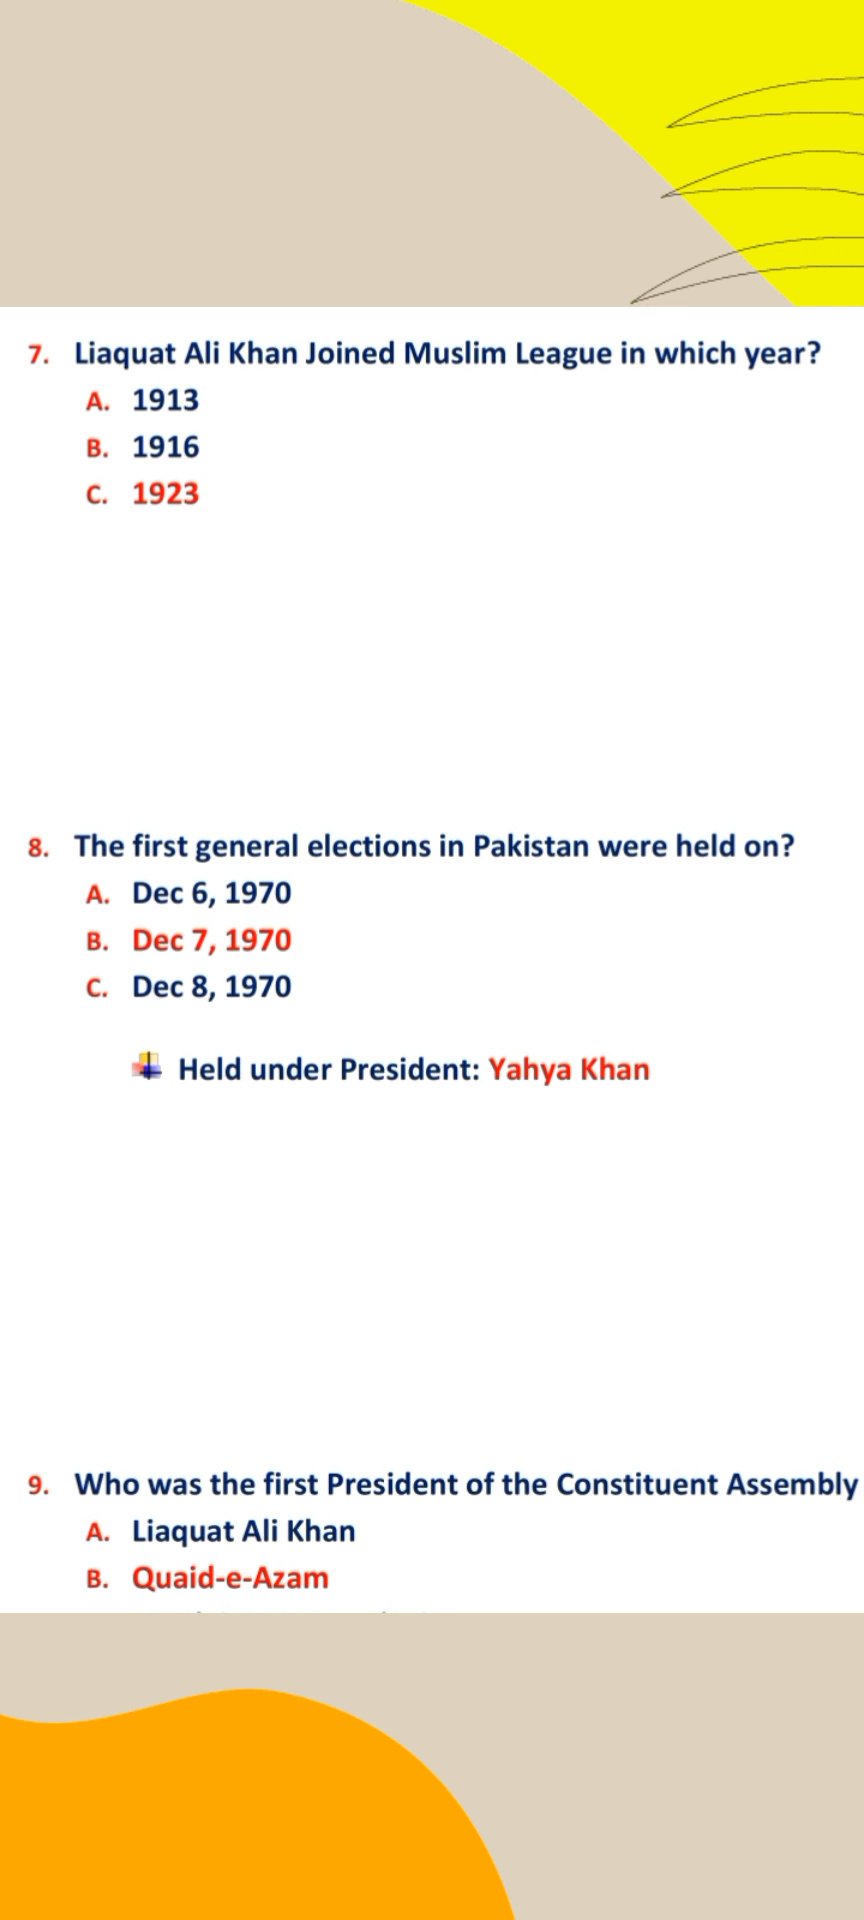 7. Liaquat Ali Khan Joined Muslim League in which year?
A. 1913
B. 1916
C. 1923
8. The first general elections in Pakistan were held on?
A. Dec 6, 1970
B. Dec 7, 1970
C. Dec 8, 1970
Held under President: Yahya Khan
9. Who was the first President of the Constituent Assembly
A. Liaquat Ali Khan
B. Quaid-e-Azam